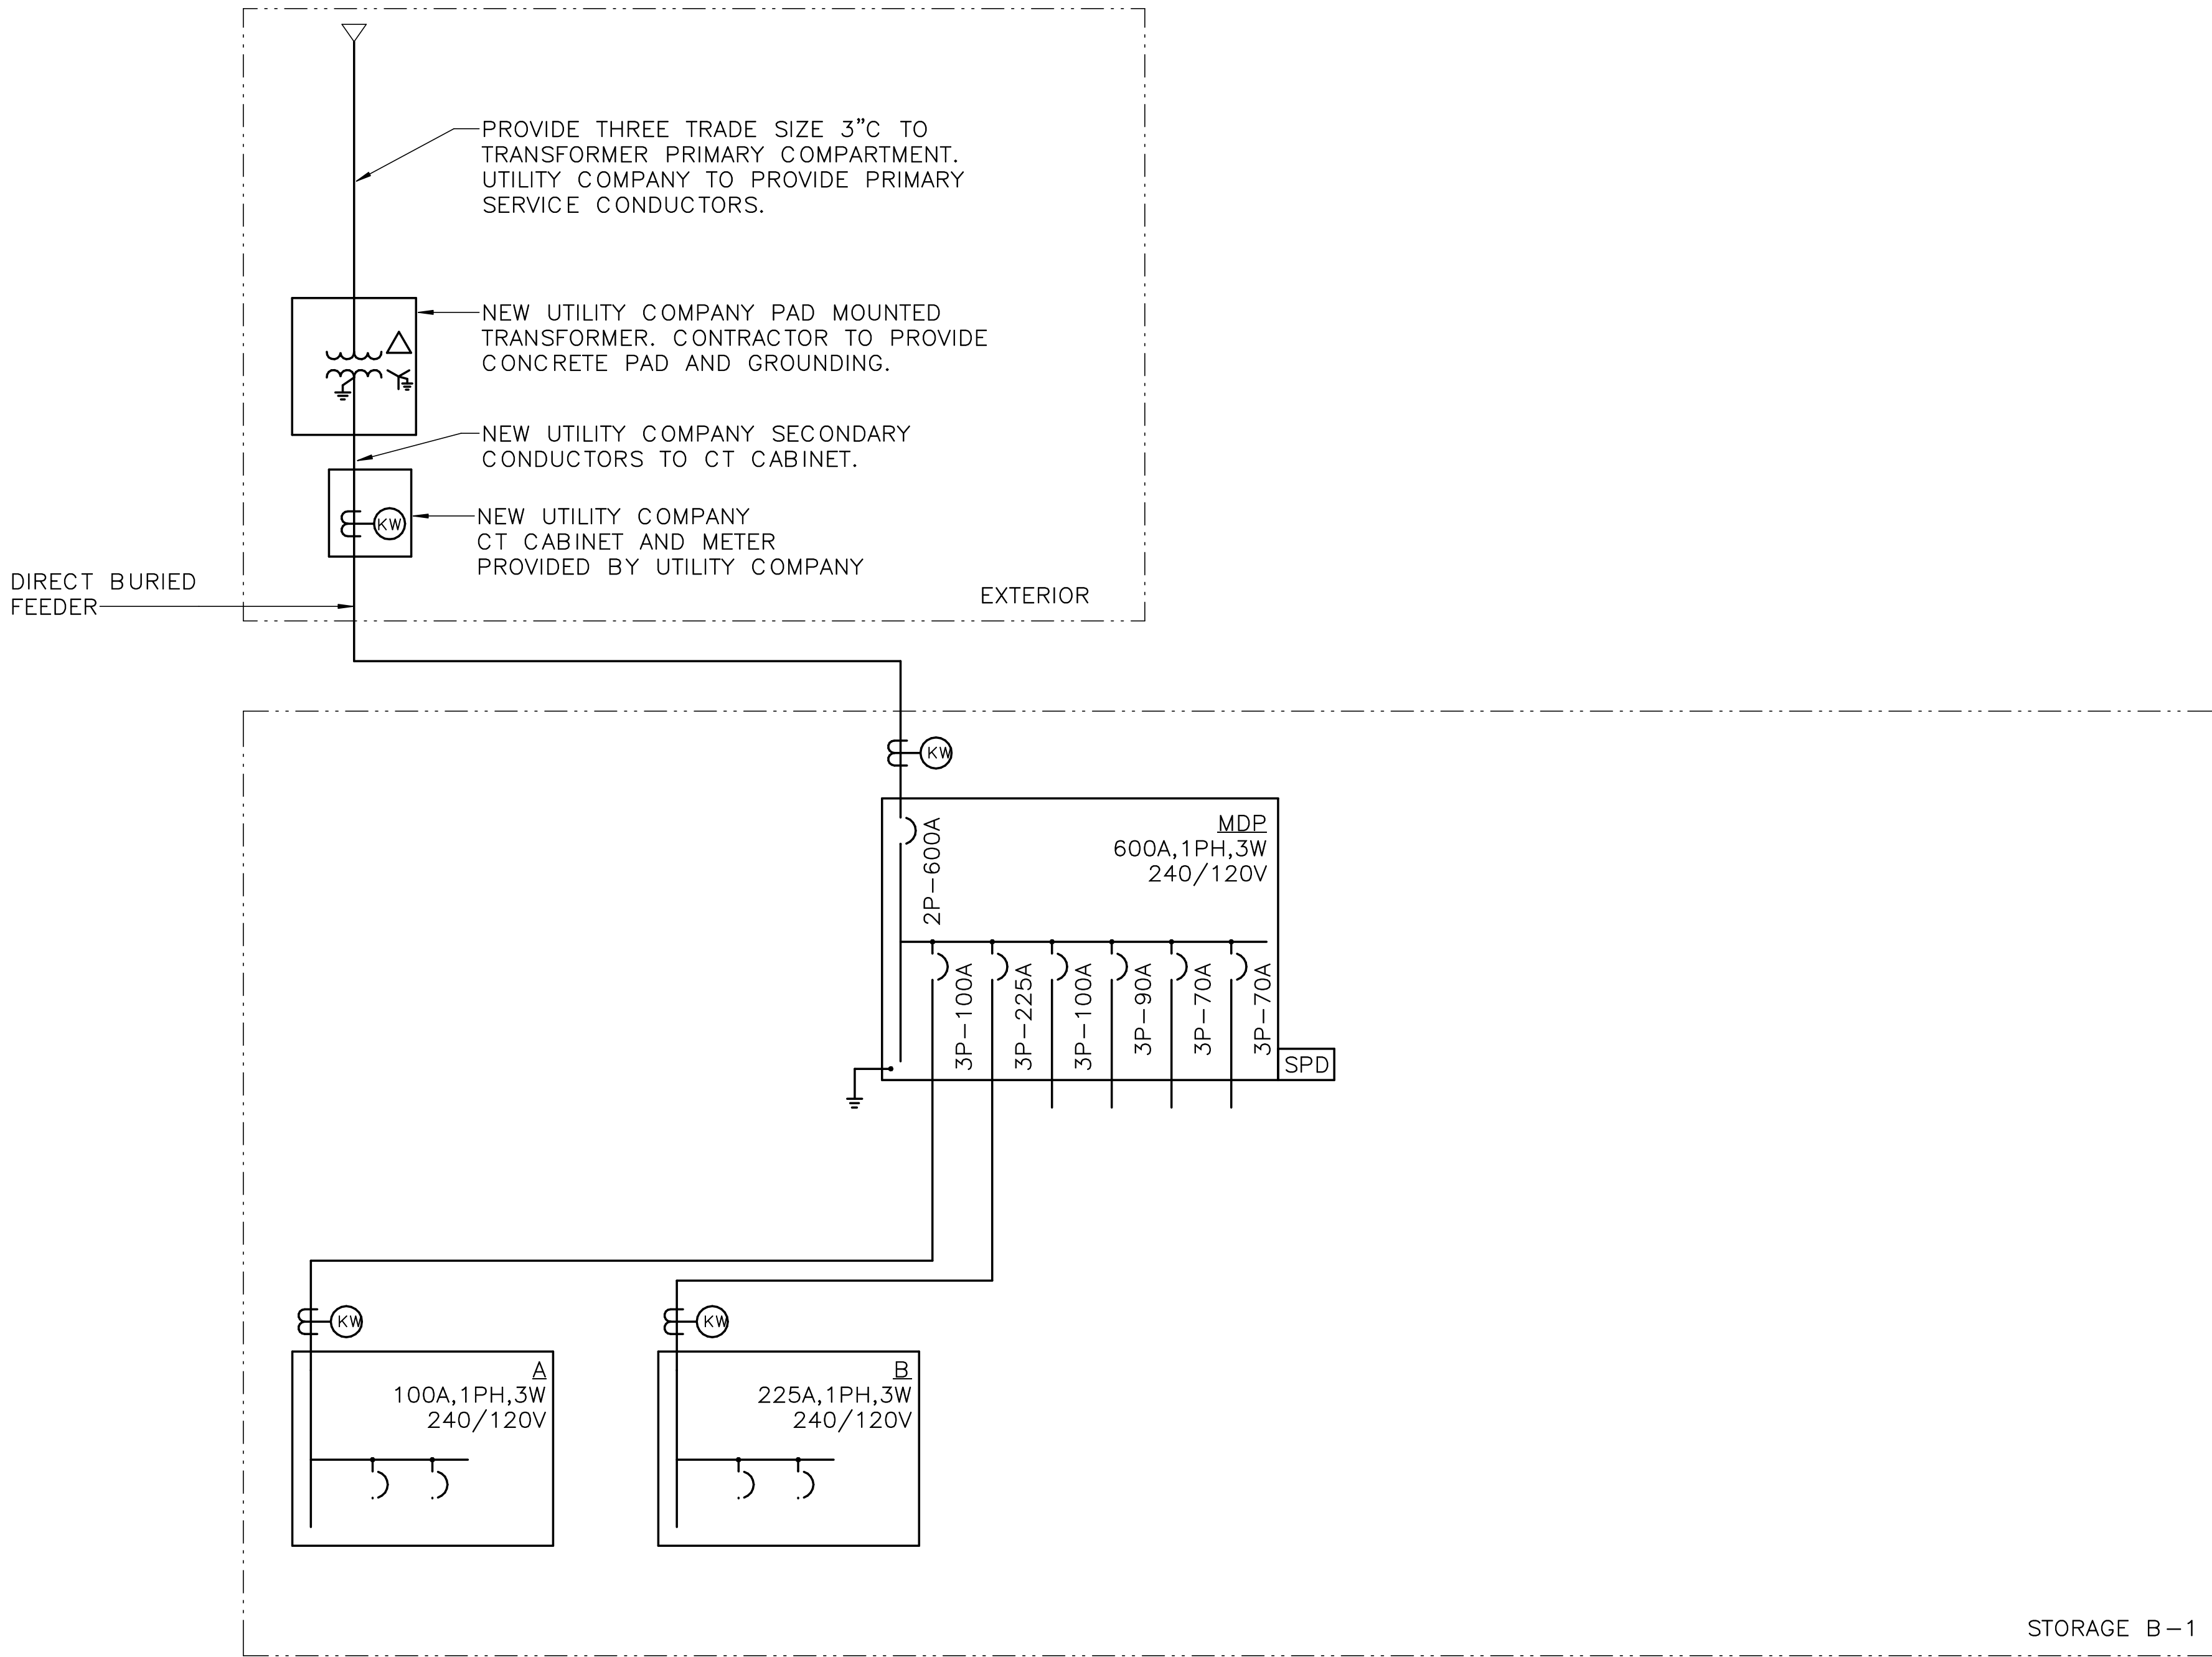 PROVIDE THREE TRADE SIZE 3"C TO
TRANSFORMER PRIMARY COMPARTMENT.
UTILITY COMPANY TO PROVIDE PRIMARY
SERVICE CONDUCTORS.
NEW UTILITY COMPANY PAD MOUNTED
TRANSFORMER. CONTRACTOR TO PROVIDE
CONCRETE PAD AND GROUNDING.
NEW UTILITY COMPANY SECONDARY
CONDUCTORS TO CT CABINET.
KW
NEW UTILITY COMPANY
CT CABINET AND METER
PROVIDED BY UTILITY COMPANY
DIRECT BURIED
FEEDER
EXTERIOR
KW
2P-600A
MDP
600A,1PH,3W
240/120V
3P-100A
3P-225A
3P-100A
3P-90A
3P-70A
3P-70A
SPD
KW
KW
A
100A,1PH,3W
240/120V
B
225A,1PH,3W
240/120V
STORAGE B-1